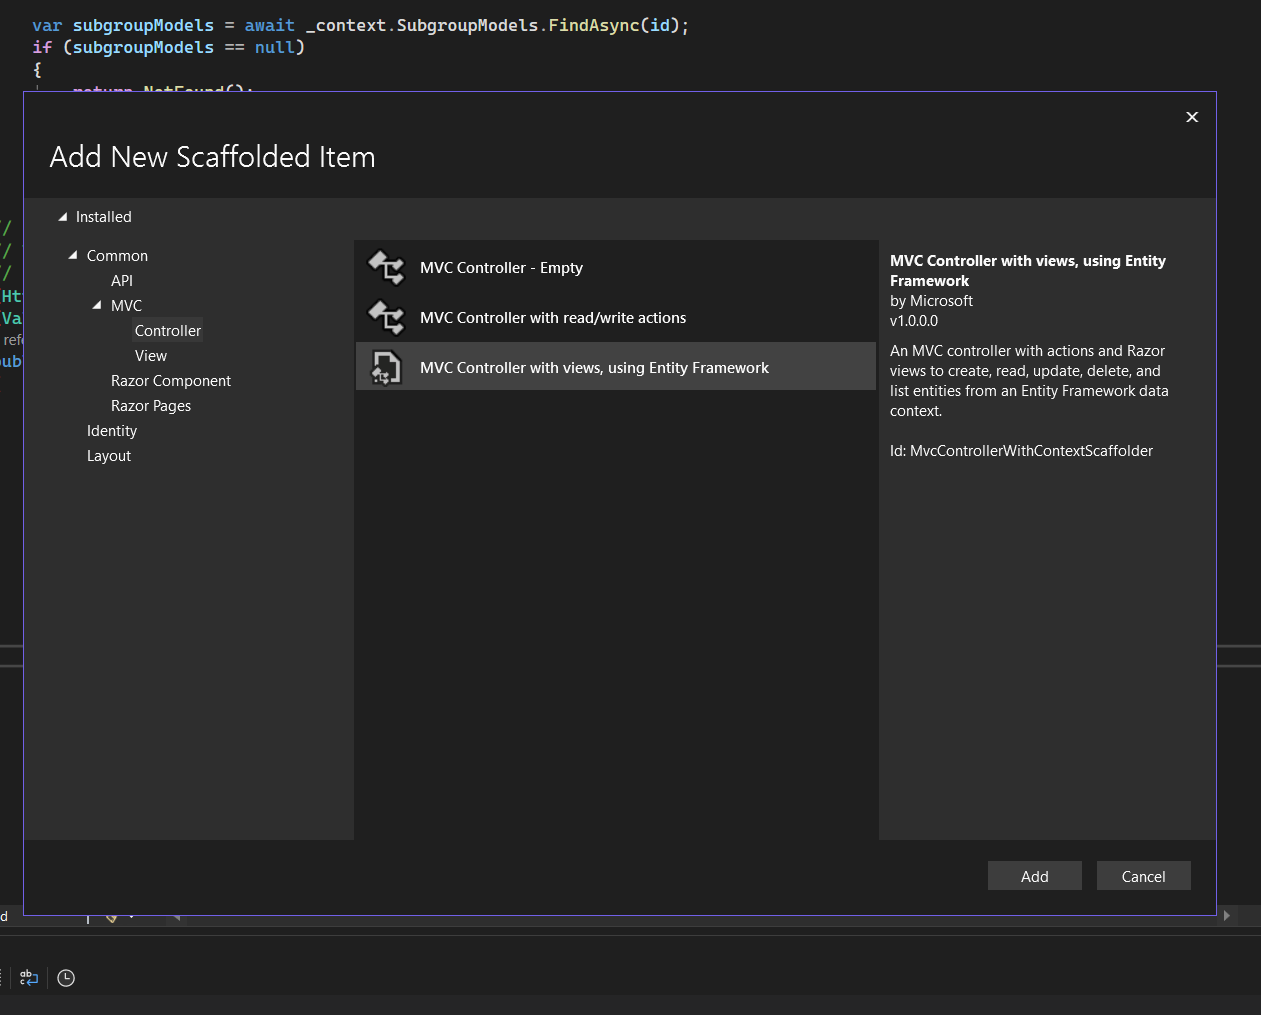 var subgroupModels = await _context.SubgroupModels.FindAsync(id);
if (subgroupModels == null)
{
return NotFound();
Add New Scaffolded Item
Installed
Common
API
MVC
Controller
View
Razor Component
Razor Pages
Identity
Layout
MVC Controller - Empty
MVC Controller with read/write actions
MVC Controller with views, using Entity Framework
MVC Controller with views, using Entity
Framework
by Microsoft
v1.0.0.0
An MVC controller with actions and Razor
views to create, read, update, delete, and
list entities from an Entity Framework data
context.
Id: MvcControllerWithContextScaffolder
//
//
//
Add
Cancel